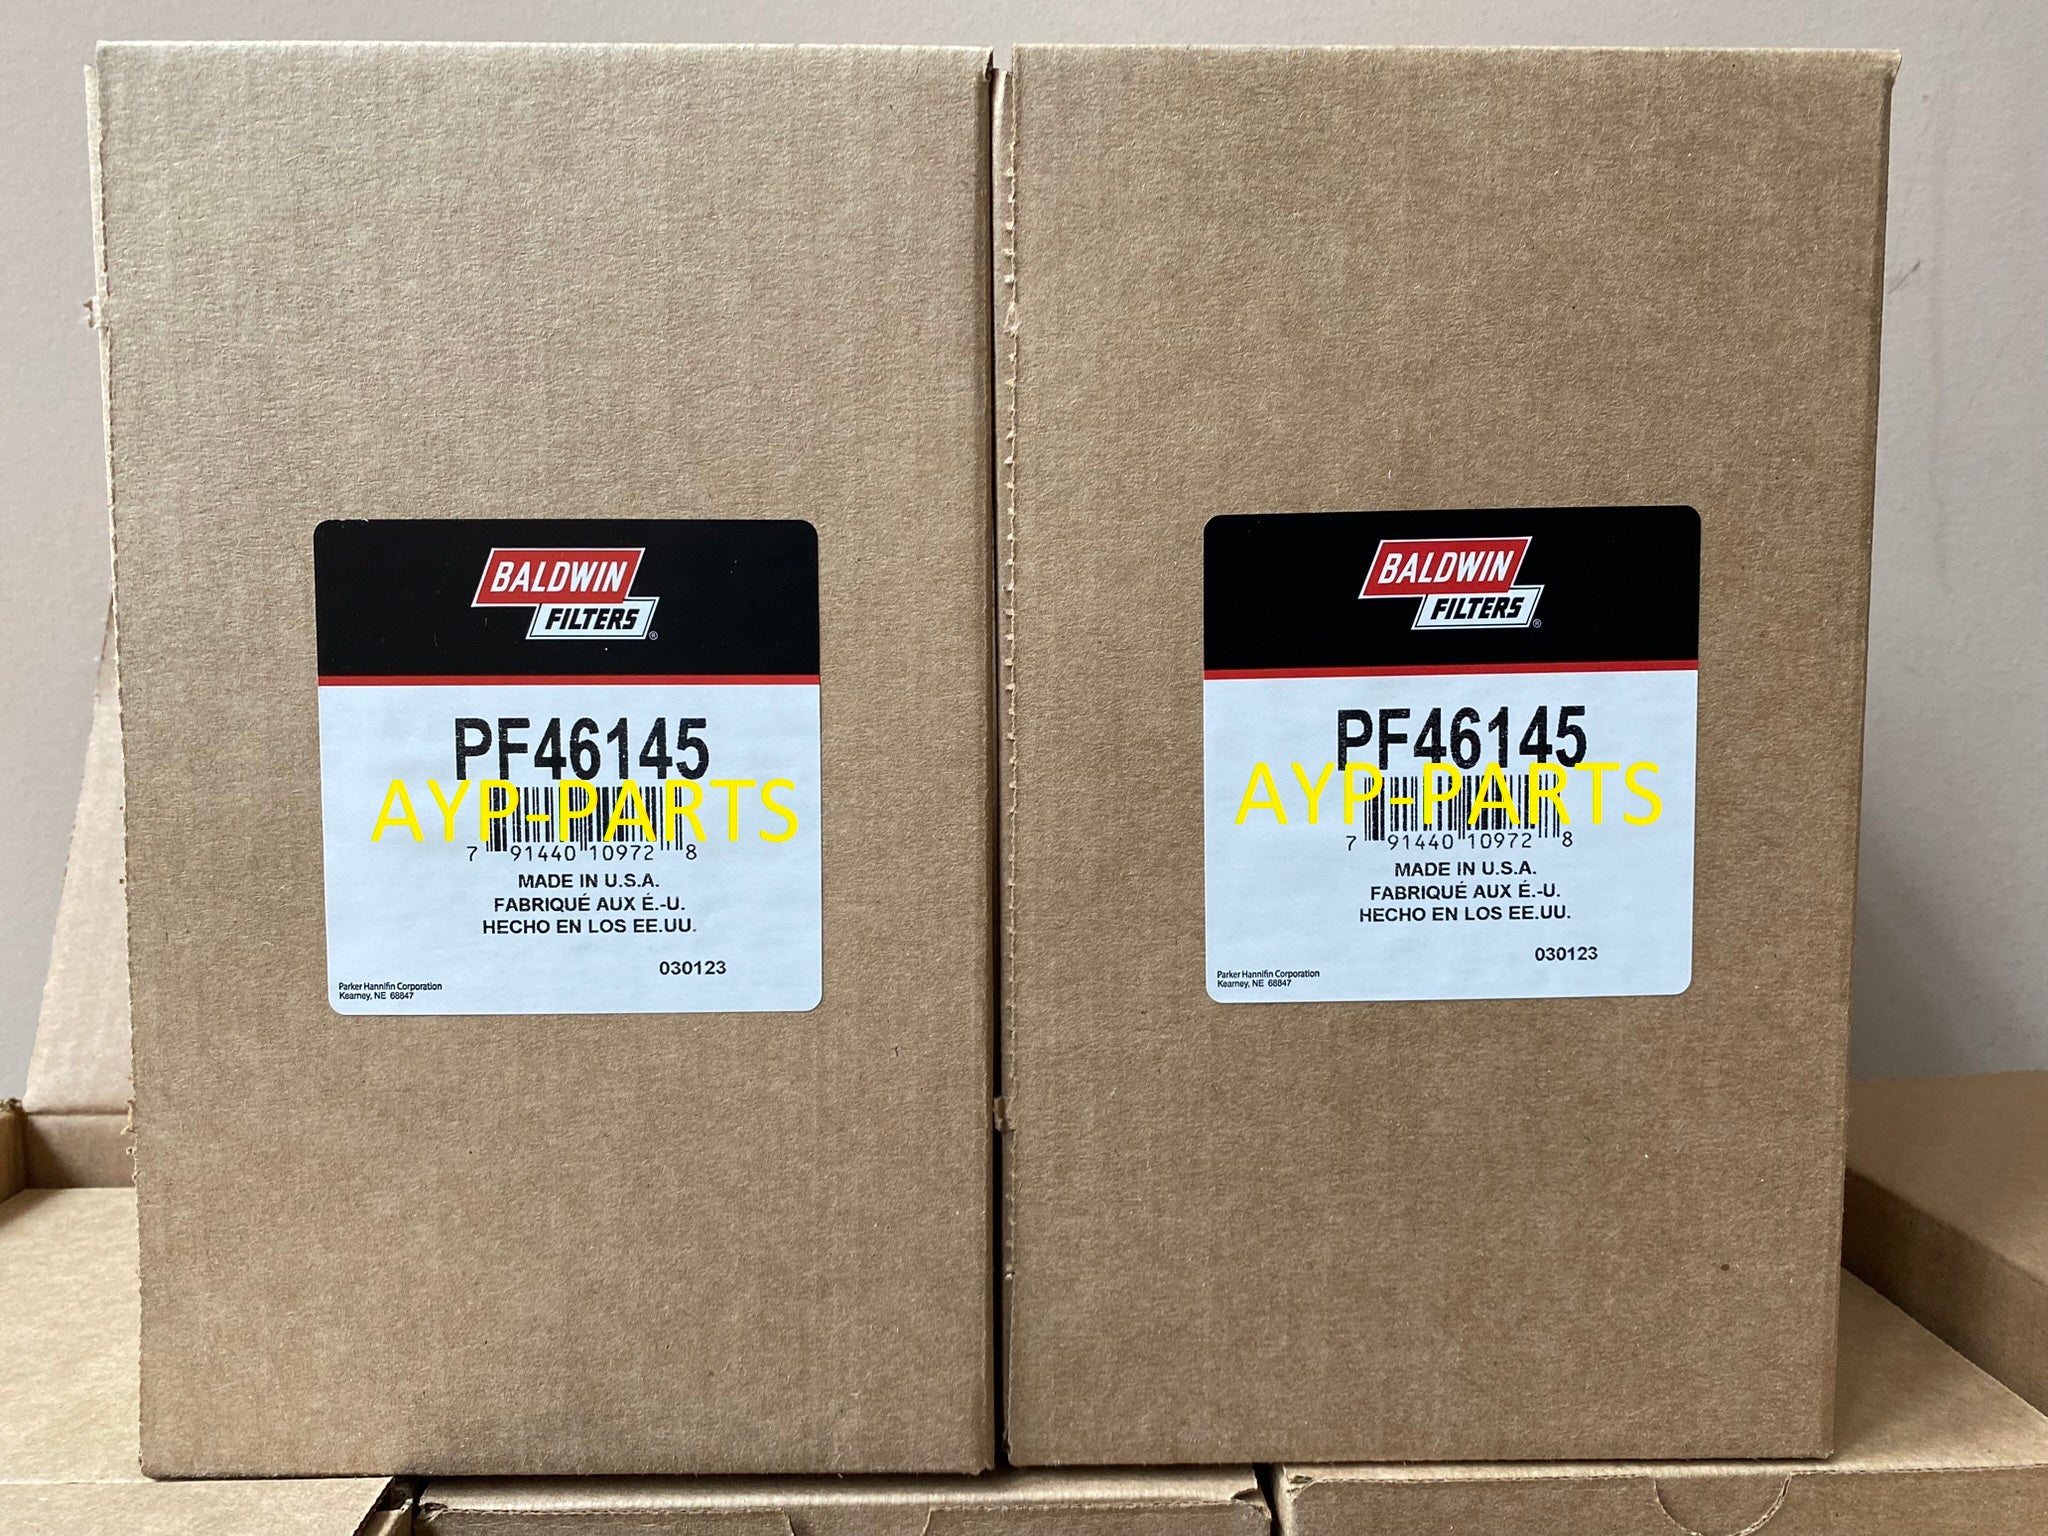 BALDWIN
FILTERS®
PF46145
AYP-PARTS
7 91440 10972 8
MADE IN U.S.A.
FABRIQUÉ AUX É.-U.
HECHO EN LOS EE.UU.
030123
Parker Hannifin Corporation
Kearney, NE 68847
BALDWIN
FILTERS®
PF46145
AYP-PARTS
7 91440 10972 8
MADE IN U.S.A.
FABRIQUÉ AUX É.-U.
HECHO EN LOS EE.UU.
030123
Parker Hannifin Corporation
Kearney, NE 68847